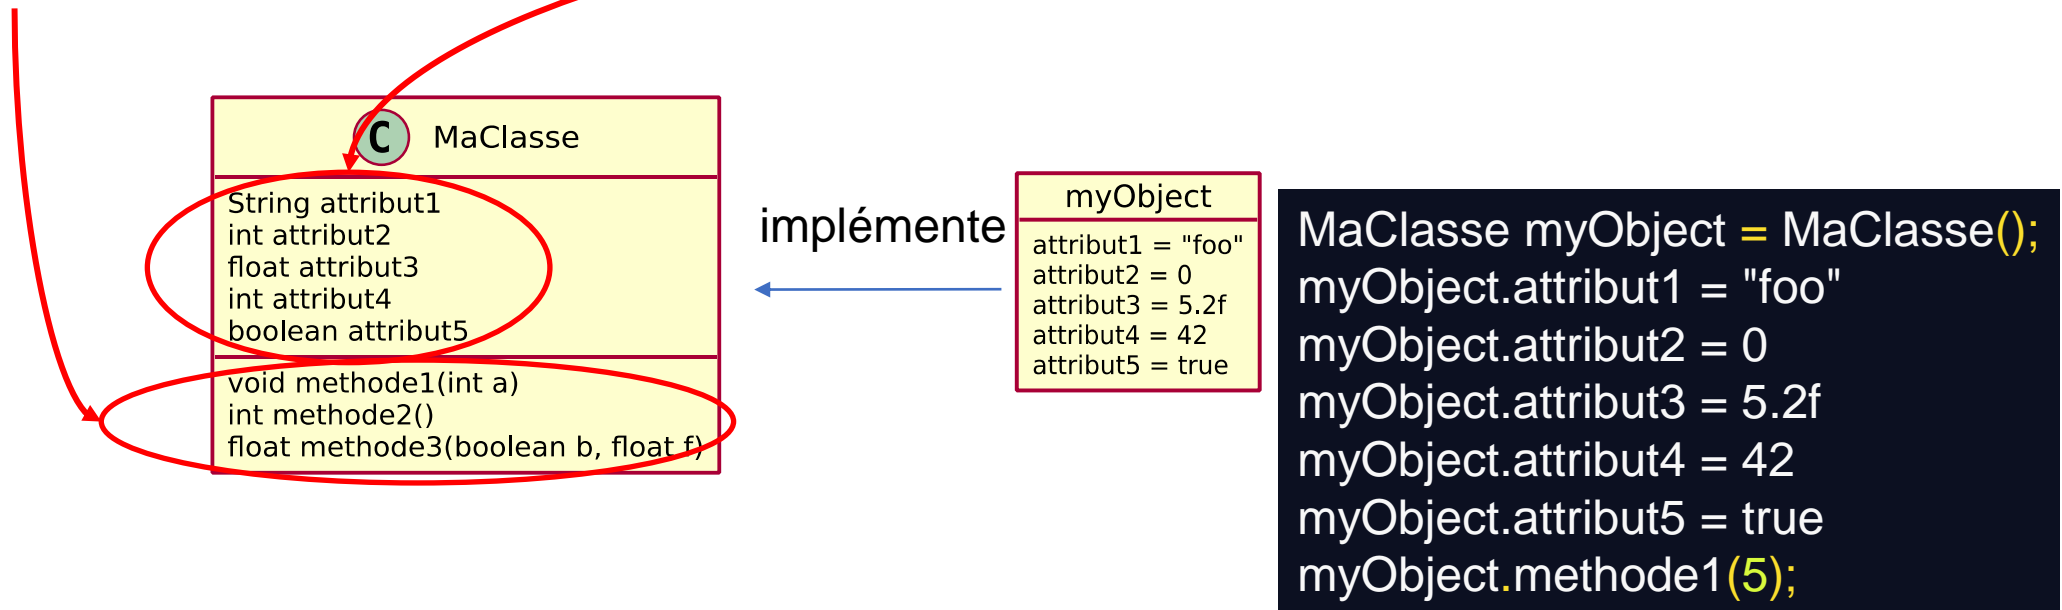 C MaClasse
String attribut1
int attribut2
float attribut3
int attribut4
boolean attribut5
void methode1(int a)
int methode2()
float methode3(boolean b, float f)
implémente
myObject
attribut1 = "foo"
attribut2 = 0
attribut3 = 5.2f
attribut4 = 42
attribut5 = true
MaClasse myObject = MaClasse();
myObject.attribut1 = "foo"
myObject.attribut2 = 0
myObject.attribut3 = 5.2f
myObject.attribut4 = 42
myObject.attribut5 = true
myObject.methode1(5);